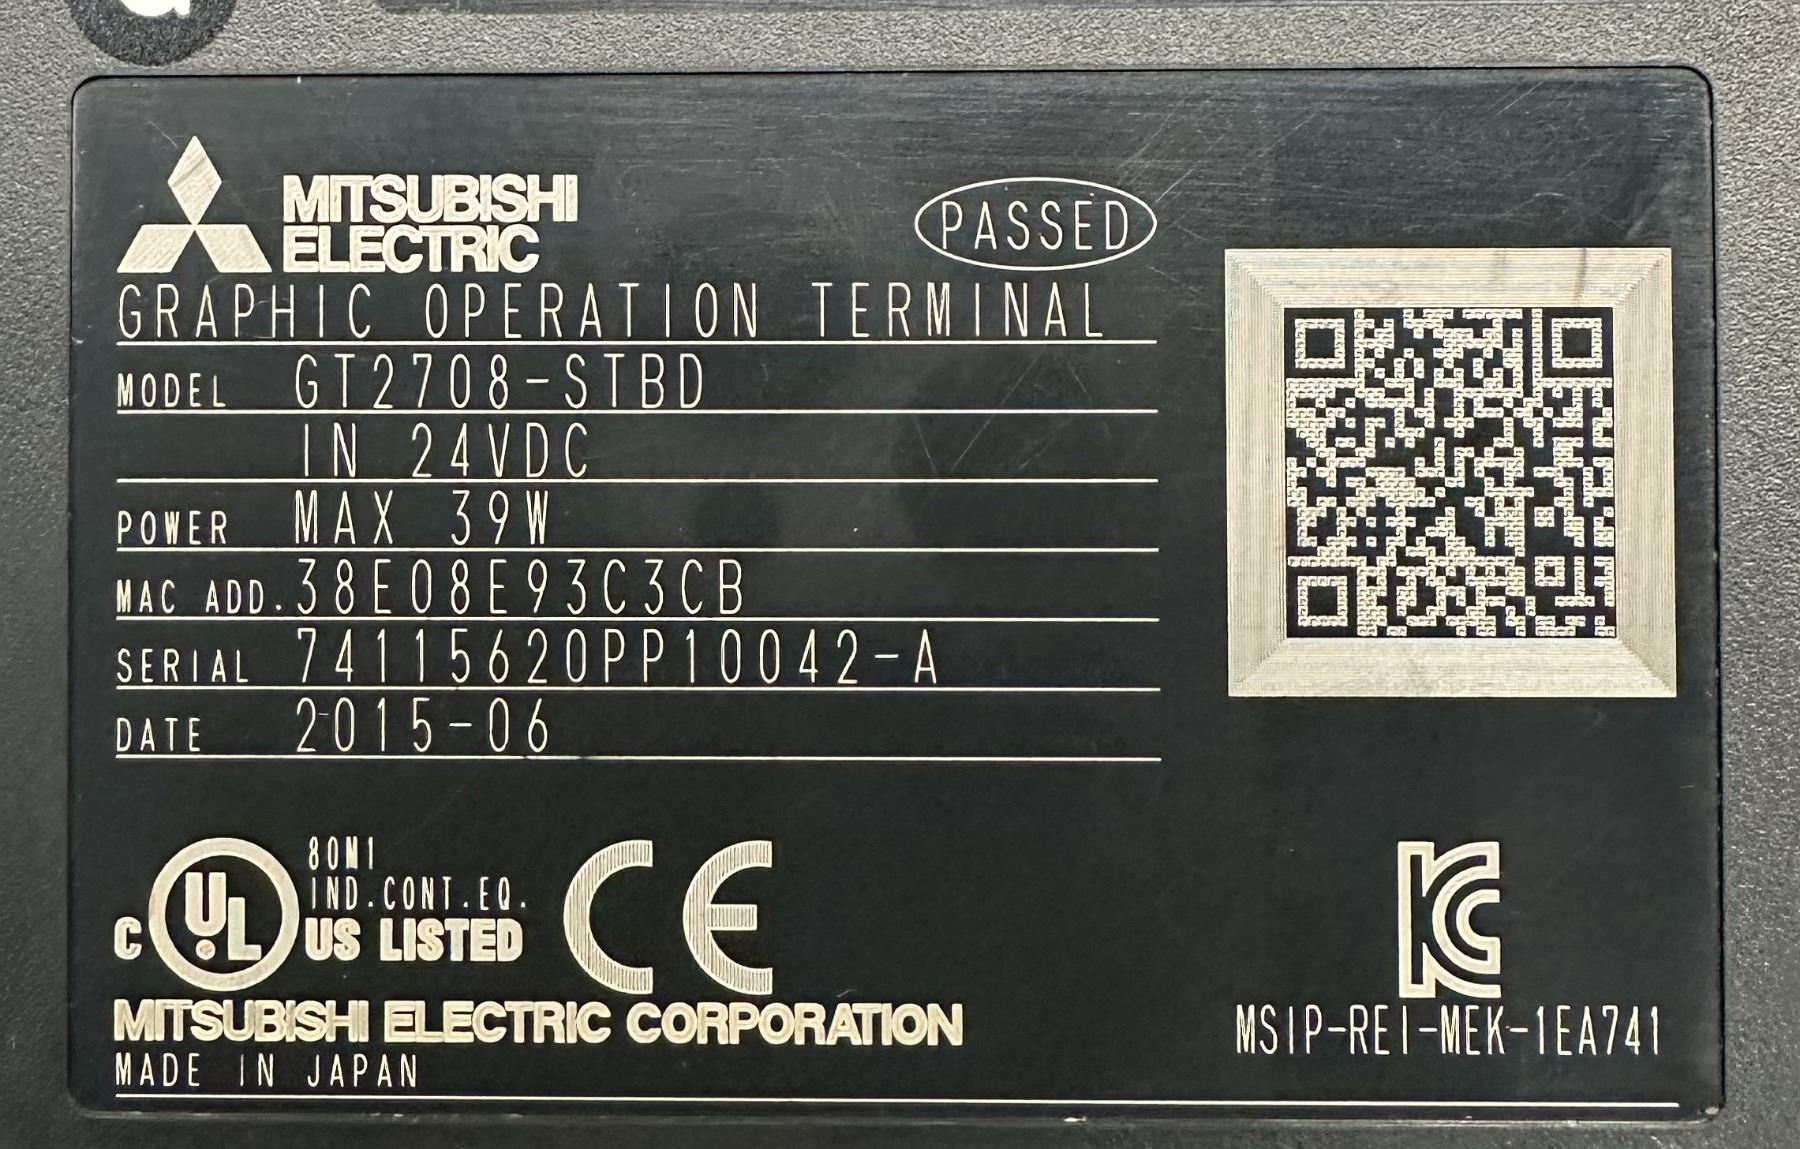 MITSUBISHI
ELECTRIC
PASSED
GRAPHIC OPERATION TERMINAL
MODEL GT2708-STBD
IN 24VDC
POWER MAX 39W
MAC ADD. 38E08E93C3CB
SERIAL 74115620PP10042-A
DATE 2015-06
80M1
IND.CONT.EQ.
C UL US LISTED
CE
MITSUBISHI ELECTRIC CORPORATION
MADE IN JAPAN
KC
MSIP-REI-MEK-1EA741